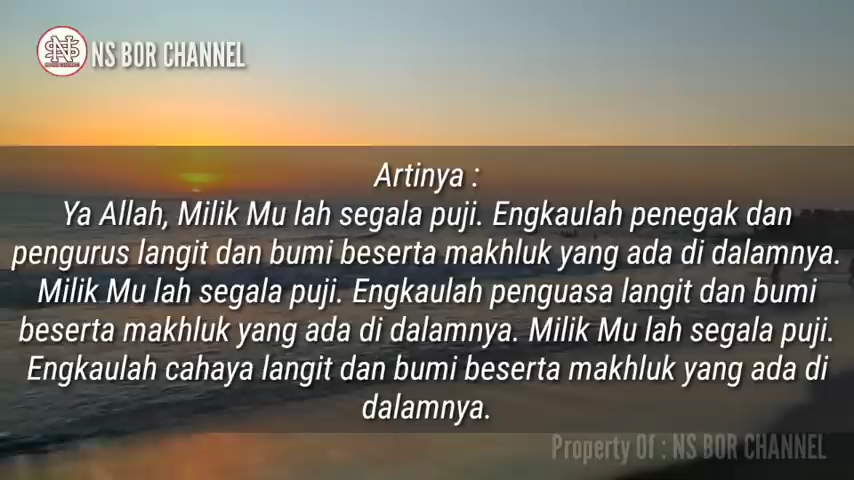 NS BOR CHANNEL
Artinya :
Ya Allah, Milik Mu lah segala puji. Engkaulah penegak dan
pengurus langit dan bumi beserta makhluk yang ada di dalamnya.
Milik Mu lah segala puji. Engkaulah penguasa langit dan bumi
beserta makhluk yang ada di dalamnya. Milik Mu lah segala puji.
Engkaulah cahaya langit dan bumi beserta makhluk yang ada di
dalamnya.
Property Of : NS BOR CHANNEL